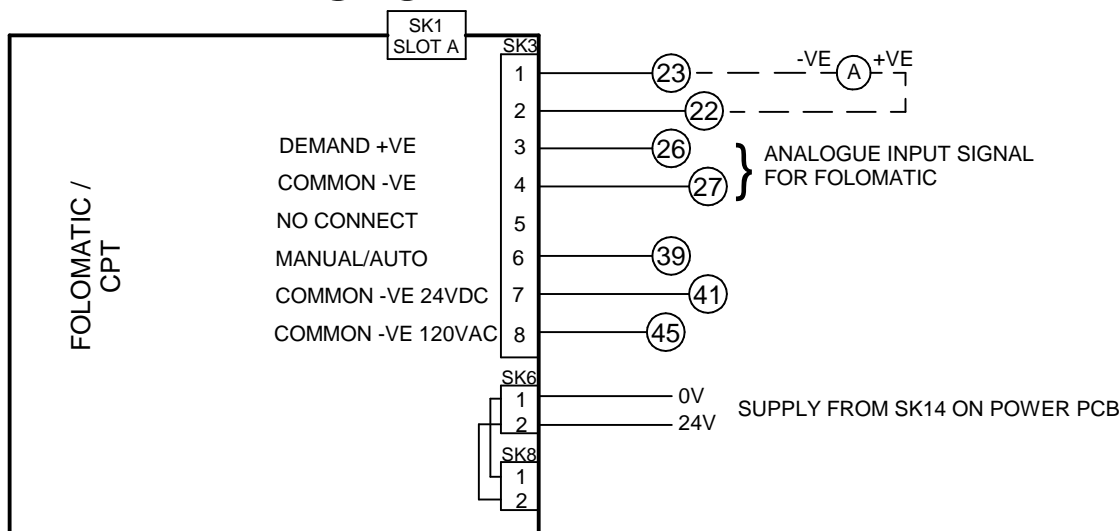 SK1
SLOT A
SK3
1 23 -VE A +VE
2 22
DEMAND +VE 3 26
COMMON -VE 4 27
ANALOGUE INPUT SIGNAL
FOR FOLOMATIC
NO CONNECT 5
MANUAL/AUTO 6 39
COMMON -VE 24VDC 7 41
COMMON -VE 120VAC 8 45
FOLOMATIC /
CPT
SK6
1 0V
2 24V
SUPPLY FROM SK14 ON POWER PCB
SK8
1
2